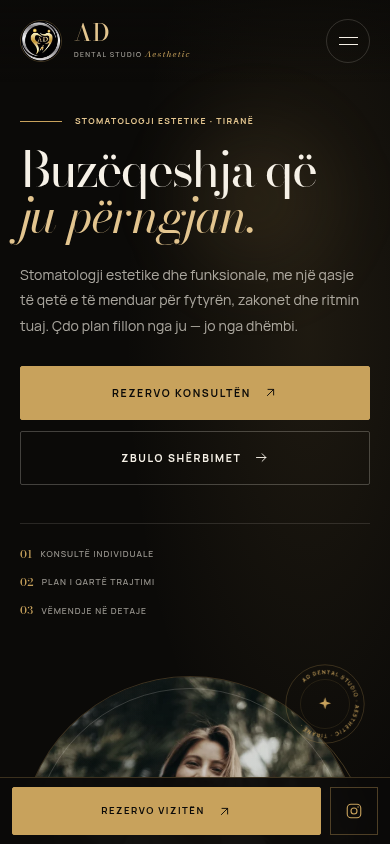 AD
DENTAL STUDIO Aesthetic
STOMATOLOGJI ESTETIKE · TIRANË
Buzëqeshja që
ju përngjan.
Stomatologji estetike dhe funksionale, me një qasje
të qetë e të menduar për fytyrën, zakonet dhe ritmin
tuaj. Çdo plan fillon nga ju — jo nga dhëmbi.
REZERVO KONSULTËN
ZBULO SHËRBIMET
01 KONSULTË INDIVIDUALE
02 PLAN I QARTË TRAJTIMI
03 VËMENDJE NË DETAJE
AD DENTAL STUDIO · AESTHETIC ·
REZERVO VIZITËN